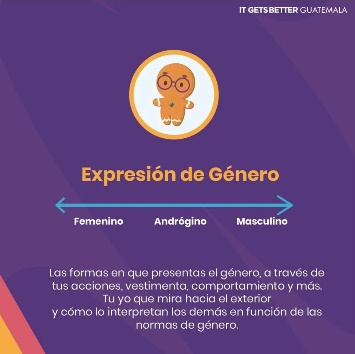 IT GETS BETTER GUATEMALA
Expresión de Género
Femenino Andrógino Masculino
Las formas en que presentas el género, a través de
tus acciones, vestimenta, comportamiento y más.
Tu yo que mira hacia el exterior
y cómo lo interpretan los demás en función de las
normas de género.